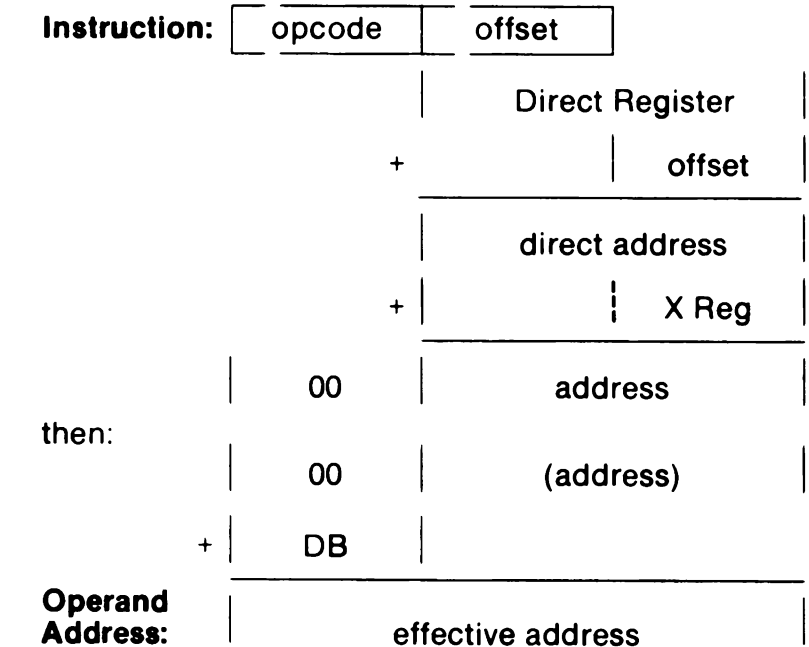 Instruction: opcode offset
Direct Register
+ offset
direct address
+ X Reg
00 address
then:
00 (address)
+ DB
Operand
Address: effective address